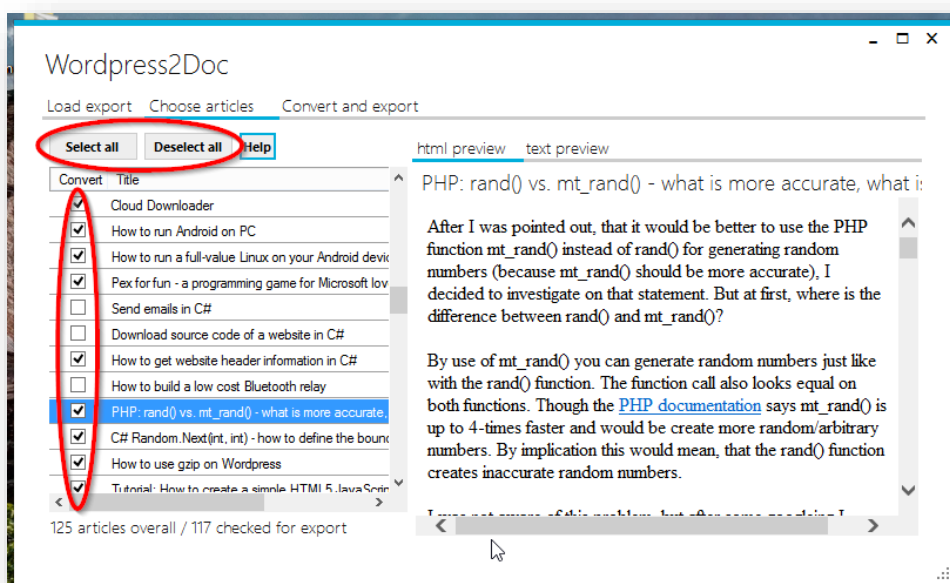 Wordpress2Doc
Load export Choose articles Convert and export
Select all Deselect all Help
Convert Title
Cloud Downloader
How to run Android on PC
How to run a full-value Linux on your Android devic
Pex for fun - a programming game for Microsoft lov
Send emails in C#
Download source code of a website in C#
How to get website header information in C#
How to build a low cost Bluetooth relay
PHP: rand() vs. mt_rand() - what is more accurate,
C# Random.Next(int, int) - how to define the bound
How to use gzip on Wordpress
Tutorial: How to create a simple HTML5 JavaScrip
125 articles overall / 117 checked for export
html preview text preview
PHP: rand() vs. mt_rand() - what is more accurate, what i
After I was pointed out, that it would be better to use the PHP
function mt_rand() instead of rand() for generating random
numbers (because mt_rand() should be more accurate), I
decided to investigate on that statement. But at first, where is the
difference between rand() and mt_rand()?
By use of mt_rand() you can generate random numbers just like
with the rand() function. The function call also looks equal on
both functions. Though the PHP documentation says mt_rand() is
up to 4-times faster and would be create more random/arbitrary
numbers. By implication this would mean, that the rand() function
creates inaccurate random numbers.
I was not aware of this problem, but after some googleing I